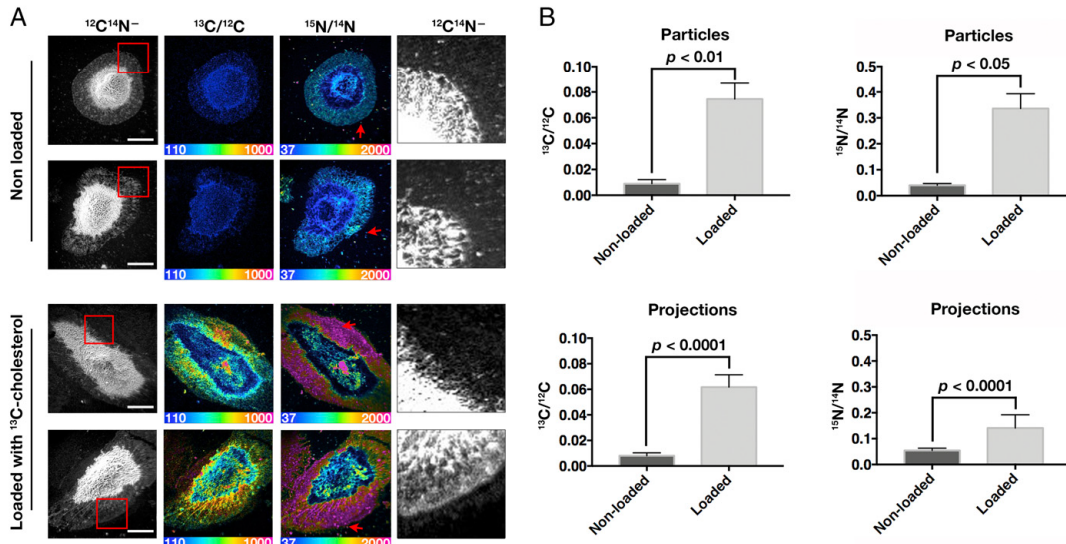 A
¹²C¹⁴N⁻
¹³C/¹²C
¹⁵N/¹⁴N
¹²C¹⁴N⁻
Non loaded
110 1000
37 2000
110 1000
37 2000
Loaded with ¹³C-cholesterol
110 1000
37 2000
110 1000
37 2000
B
Particles
p < 0.01
¹³C/¹²C
0.10
0.08
0.06
0.04
0.02
0.00
Non-loaded
Loaded
Particles
p < 0.05
¹⁵N/¹⁴N
0.5
0.4
0.3
0.2
0.1
0.0
Non-loaded
Loaded
Projections
p < 0.0001
¹³C/¹²C
0.10
0.08
0.06
0.04
0.02
0.00
Non-loaded
Loaded
Projections
p < 0.0001
¹⁵N/¹⁴N
0.5
0.4
0.3
0.2
0.1
0.0
Non-loaded
Loaded